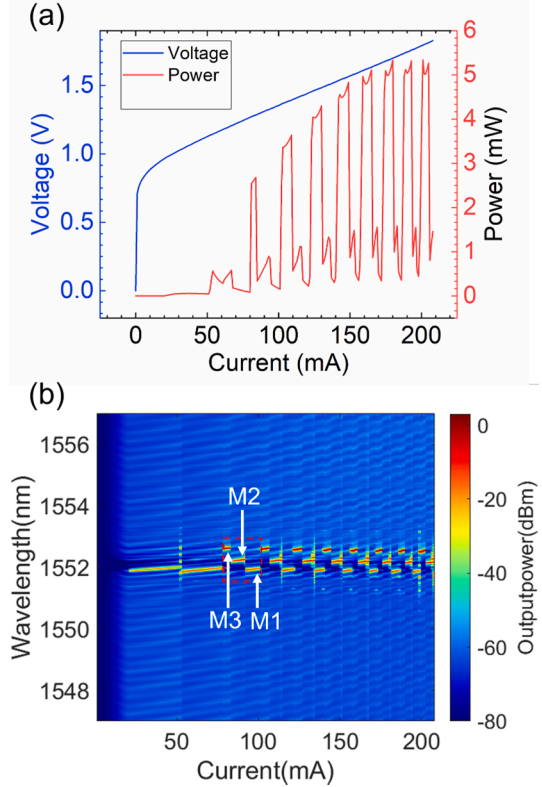 (a)
Voltage
Power
Voltage (V)
0.0
0.5
1.0
1.5
Power (mW)
0
1
2
3
4
5
6
0
50
100
150
200
Current (mA)
(b)
Wavelength(nm)
1556
1554
1552
1550
1548
M2
M3
M1
50
100
150
200
Current(mA)
0
-20
-40
-60
-80
Outputpower(dBm)